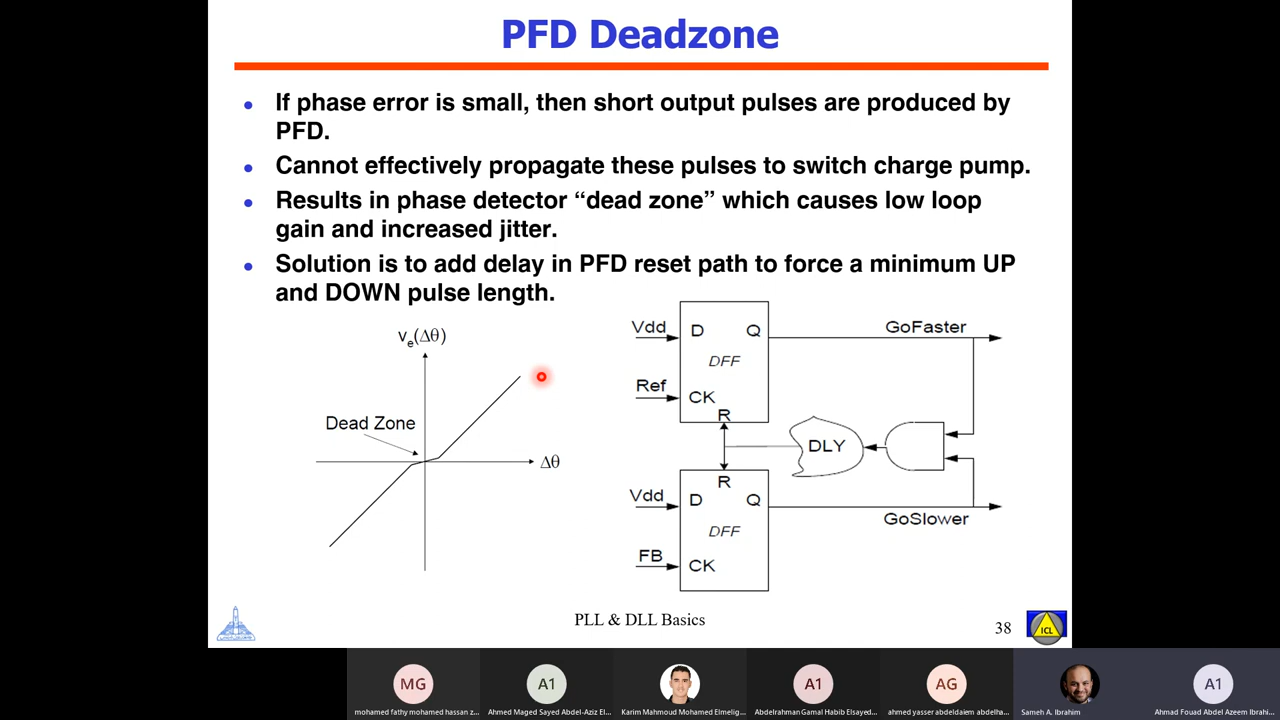 PFD Deadzone
If phase error is small, then short output pulses are produced by
PFD.
Cannot effectively propagate these pulses to switch charge pump.
Results in phase detector “dead zone” which causes low loop
gain and increased jitter.
Solution is to add delay in PFD reset path to force a minimum UP
and DOWN pulse length.
ve(Δθ)
Dead Zone
Δθ
Vdd
D
Q
GoFaster
DFF
Ref
CK
R
DLY
R
Vdd
D
Q
GoSlower
DFF
FB
CK
PLL & DLL Basics
38
ICL
MG
A1
A1
AG
A1
mohamed fathy mohamed hassan z...
Ahmed Maged Sayed Abdel-Aziz El...
Karim Mahmoud Mohamed Elmelig...
Abdelrahman Gamal Habib Elsayed...
ahmed yasser abdeldaiem abdelha...
Sameh A. Ibrahim
Ahmad Fouad Abdel Azeem Ibrahi...